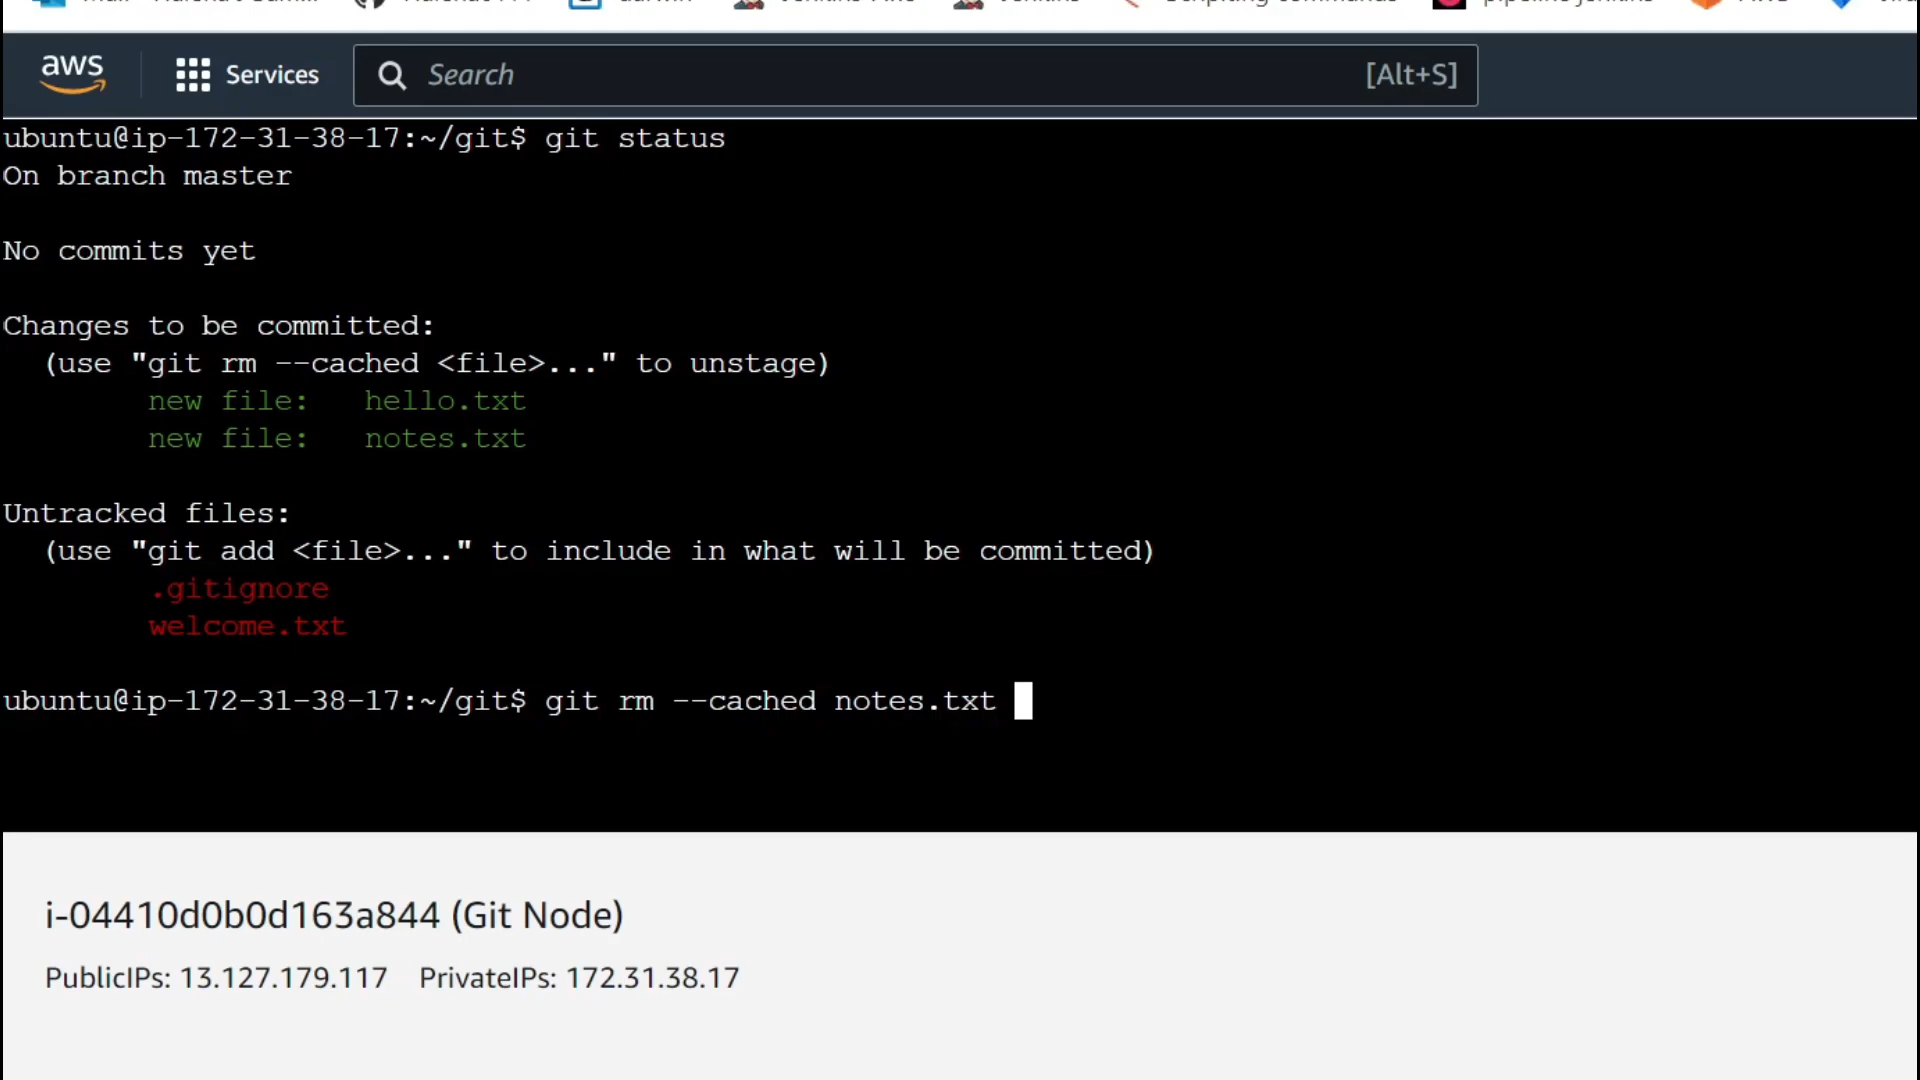 aws Services Search [Alt+S]
ubuntu@ip-172-31-38-17:~/git$ git status
On branch master
No commits yet
Changes to be committed:
(use "git rm --cached <file>..." to unstage)
new file: hello.txt
new file: notes.txt
Untracked files:
(use "git add <file>..." to include in what will be committed)
.gitignore
welcome.txt
ubuntu@ip-172-31-38-17:~/git$ git rm --cached notes.txt
i-04410d0b0d163a844 (Git Node)
PublicIPs: 13.127.179.117 PrivateIPs: 172.31.38.17